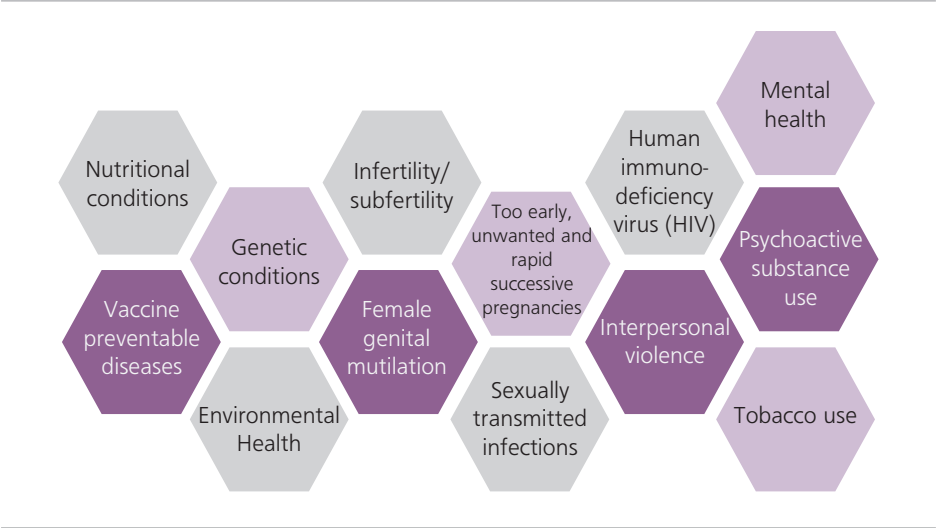 Mental
health
Nutritional
conditions
Infertility/
subfertility
Human
immuno-
deficiency
virus (HIV)
Genetic
conditions
Too early,
unwanted and
rapid
successive
pregnancies
Psychoactive
substance
use
Vaccine
preventable
diseases
Female
genital
mutilation
Interpersonal
violence
Environmental
Health
Sexually
transmitted
infections
Tobacco use